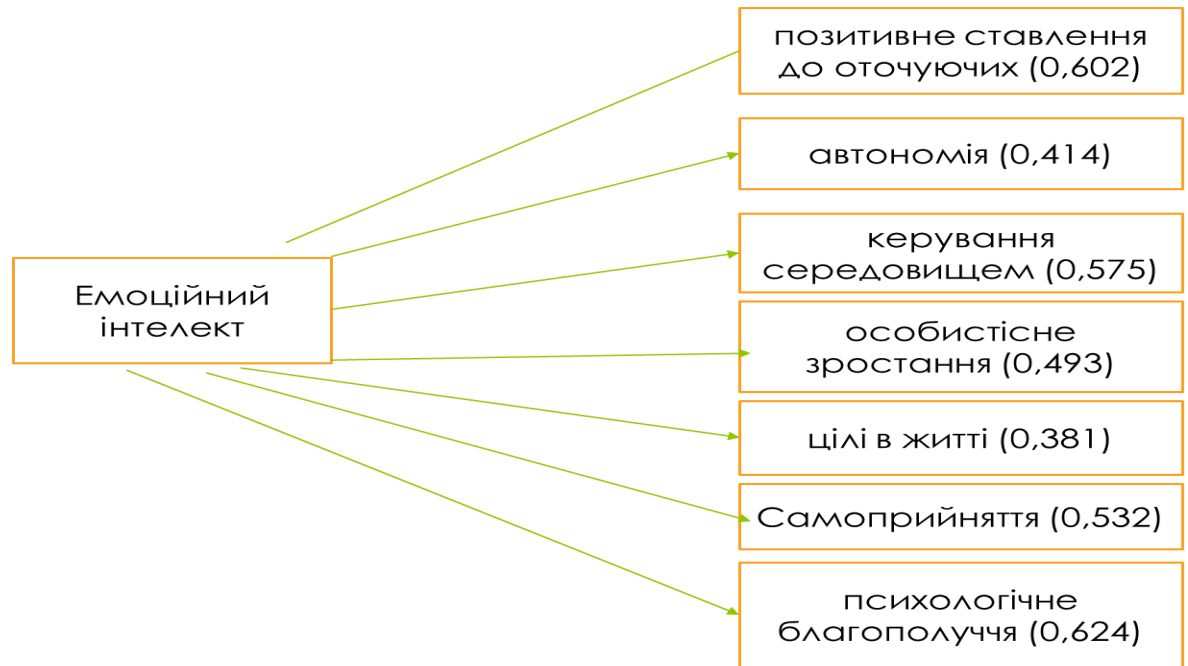 позитивне ставлення
до оточуючих (0,602)
автономія (0,414)
керування
середовищем (0,575)
Емоційний
інтелект
особистісне
зростання (0,493)
цілі в житті (0,381)
Самоприйняття (0,532)
психологічне
благополуччя (0,624)